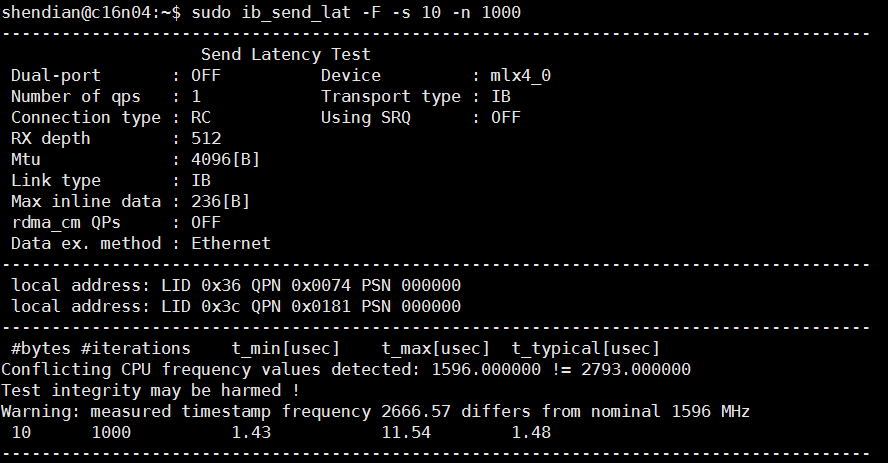 shendian@c16n04:~$ sudo ib_send_lat -F -s 10 -n 1000
---------------------------------------------------------------------------------------
                    Send Latency Test
 Dual-port       : OFF          Device         : mlx4_0
 Number of qps   : 1            Transport type : IB
 Connection type : RC           Using SRQ      : OFF
 RX depth        : 512
 Mtu             : 4096[B]
 Link type       : IB
 Max inline data : 236[B]
 rdma_cm QPs     : OFF
 Data ex. method : Ethernet
---------------------------------------------------------------------------------------
 local address: LID 0x36 QPN 0x0074 PSN 000000
 local address: LID 0x3c QPN 0x0181 PSN 000000
---------------------------------------------------------------------------------------
 #bytes #iterations    t_min[usec]    t_max[usec]  t_typical[usec]
Conflicting CPU frequency values detected: 1596.000000 != 2793.000000
Test integrity may be harmed !
Warning: measured timestamp frequency 2666.57 differs from nominal 1596 MHz
 10      1000          1.43           11.54        1.48
---------------------------------------------------------------------------------------